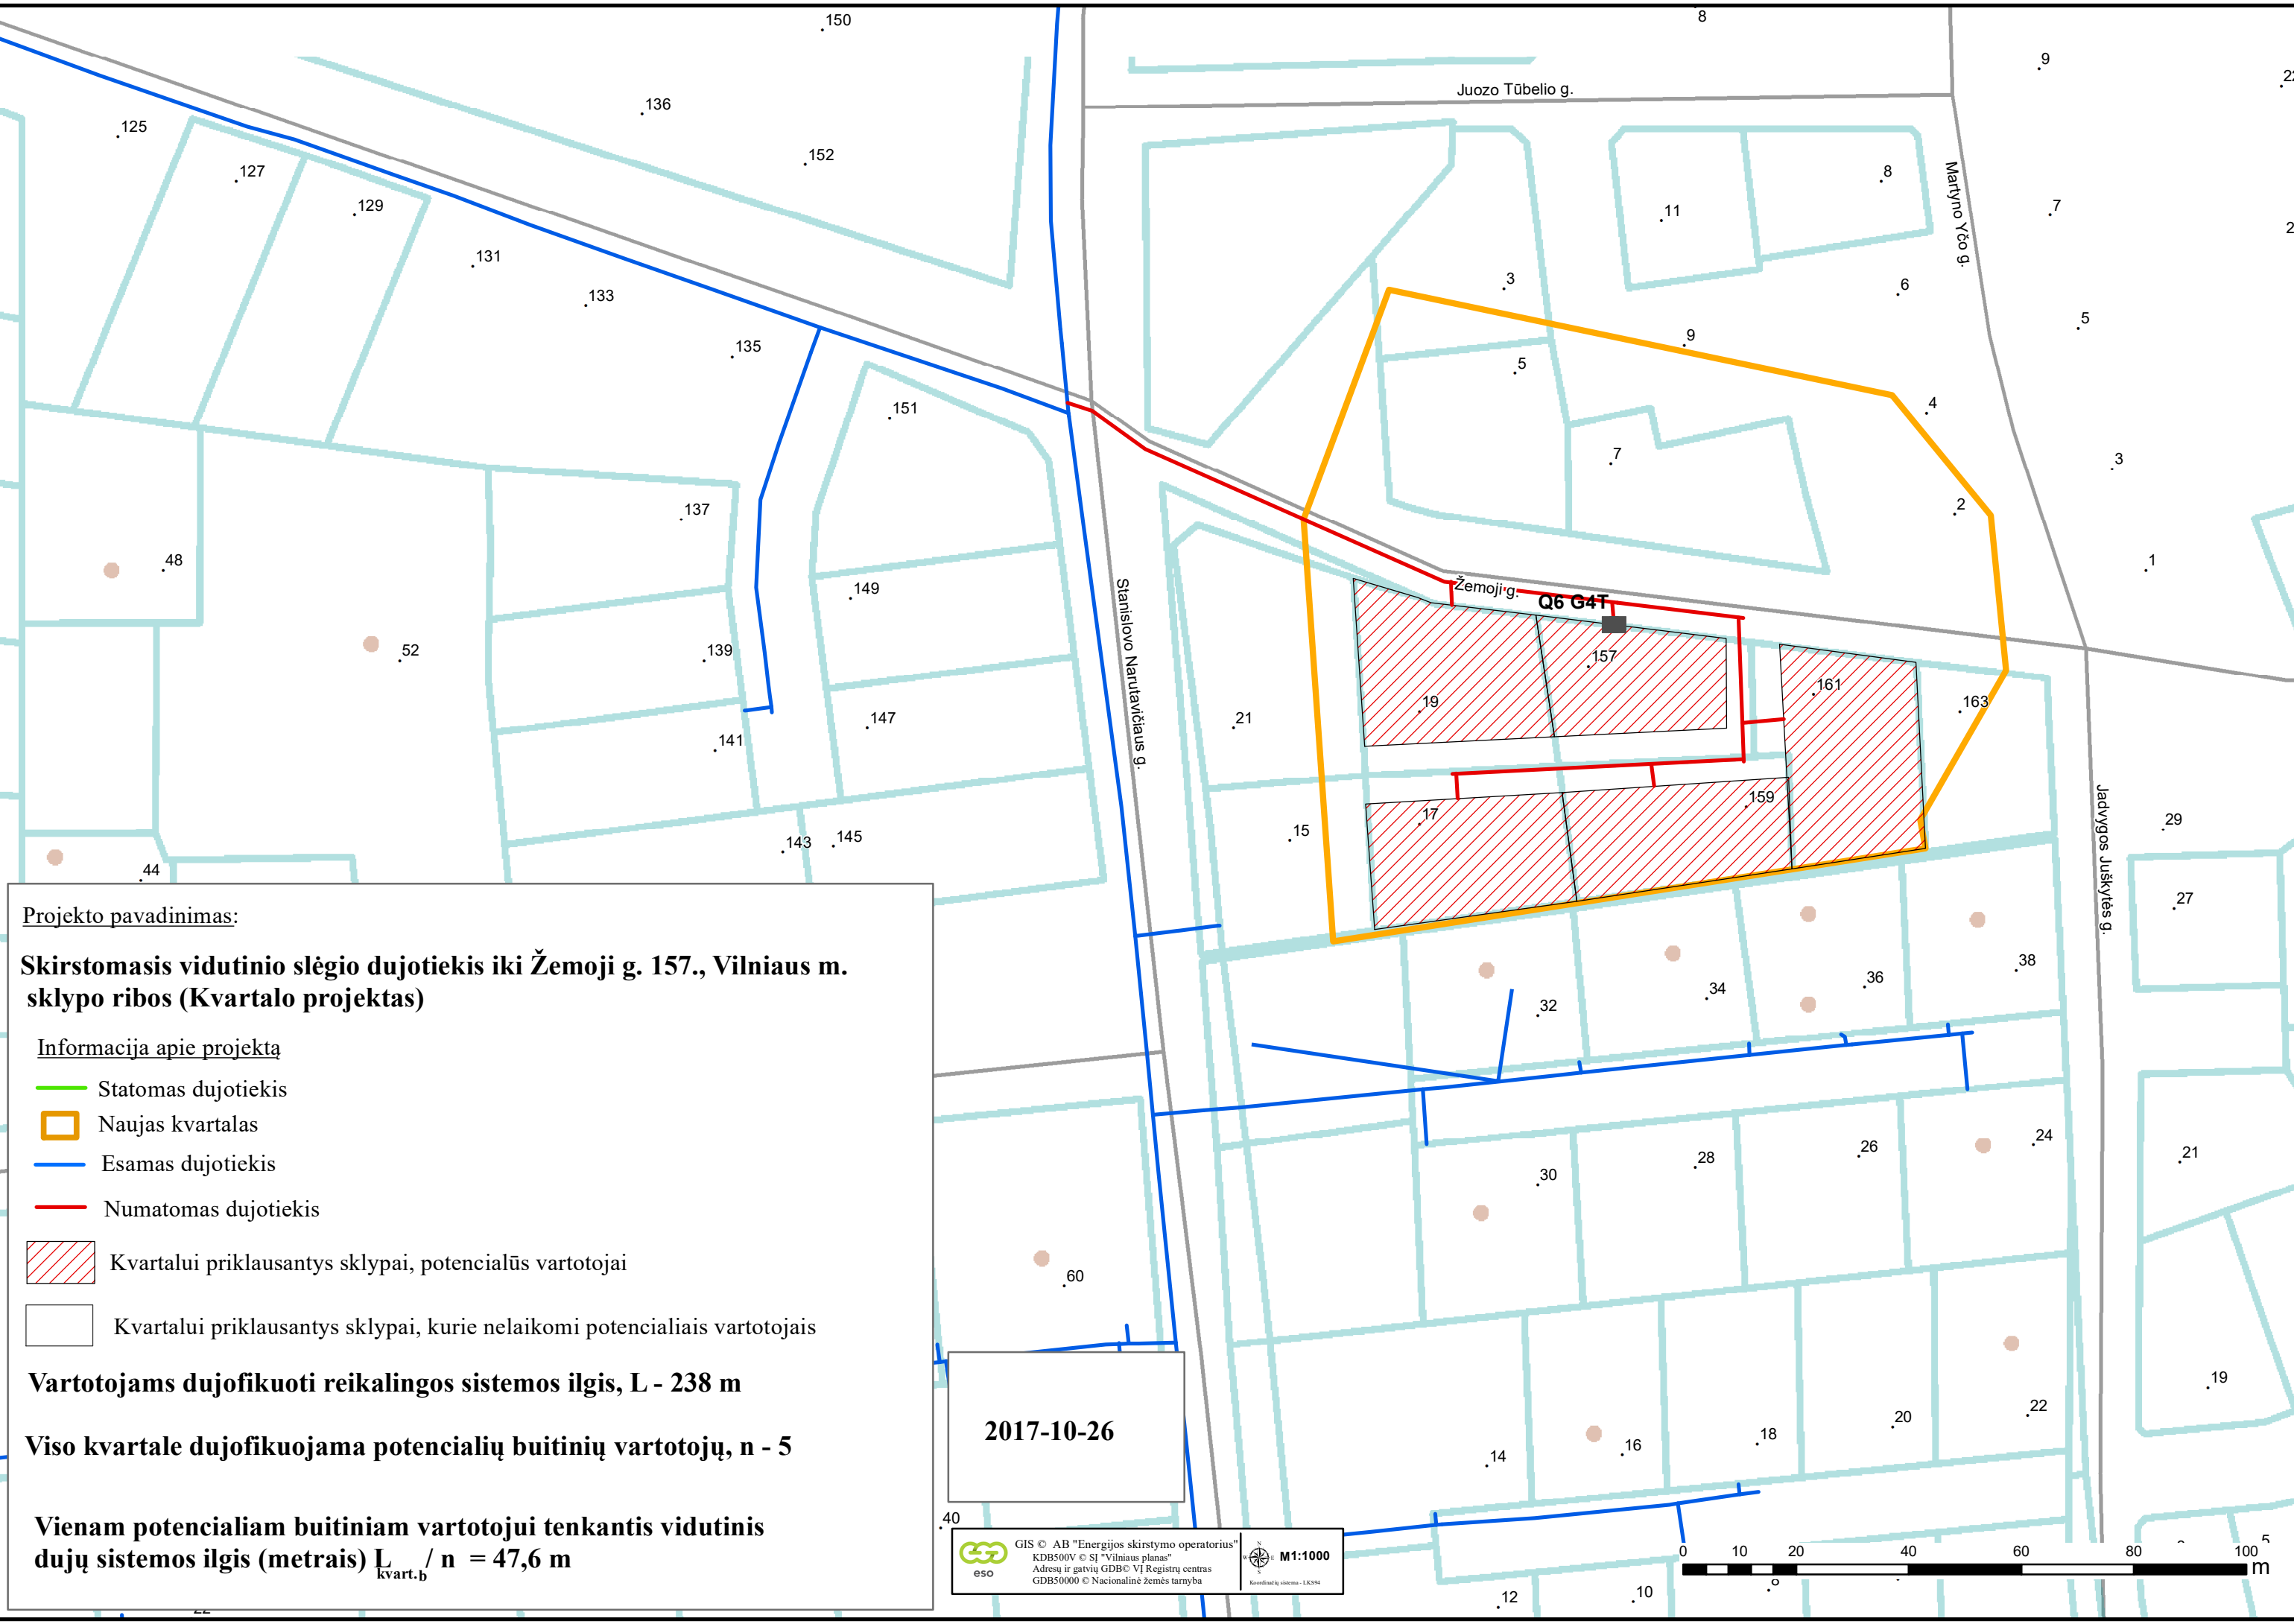 150
8
9
136
Juozo Tūbelio g.
125
152
127
8
129
Martyno Yčo g.
11
7
131
3
6
133
5
9
135
5
151
4
7
3
137
2
48
1
Žemoji g.
Q6 G4T
149
Stanislovo Narutavičiaus g.
52
139
157
161
19
163
21
147
141
159
17
15
143
145
Jadvygos Juškytės g.
29
44
27
32
34
36
38
30
28
26
24
21
60
14
16
18
20
22
19
40
12
10
Projekto pavadinimas:
Skirstomasis vidutinio slėgio dujotiekis iki Žemoji g. 157., Vilniaus m.
sklypo ribos (Kvartalo projektas)
Informacija apie projektą
Statomas dujotiekis
Naujas kvartalas
Esamas dujotiekis
Numatomas dujotiekis
Kvartalui priklausantys sklypai, potencialūs vartotojai
Kvartalui priklausantys sklypai, kurie nelaikomi potencialiais vartotojais
Vartotojams dujofikuoti reikalingos sistemos ilgis, L - 238 m
Viso kvartale dujofikuojama potencialių buitinių vartotojų, n - 5
Vienam potencialiam buitiniam vartotojui tenkantis vidutinis
dujų sistemos ilgis (metrais) L kvart.b / n = 47,6 m
2017-10-26
eso
GIS © AB "Energijos skirstymo operatorius"
KDB500V © SĮ "Vilniaus planas"
Adresų ir gatvių GDB© VĮ Registrų centras
GDB50000 © Nacionalinė žemės tarnyba
N
W E
S
M1:1000
Koordinačių sistema - LKS94
0 10 20 40 60 80 100
m